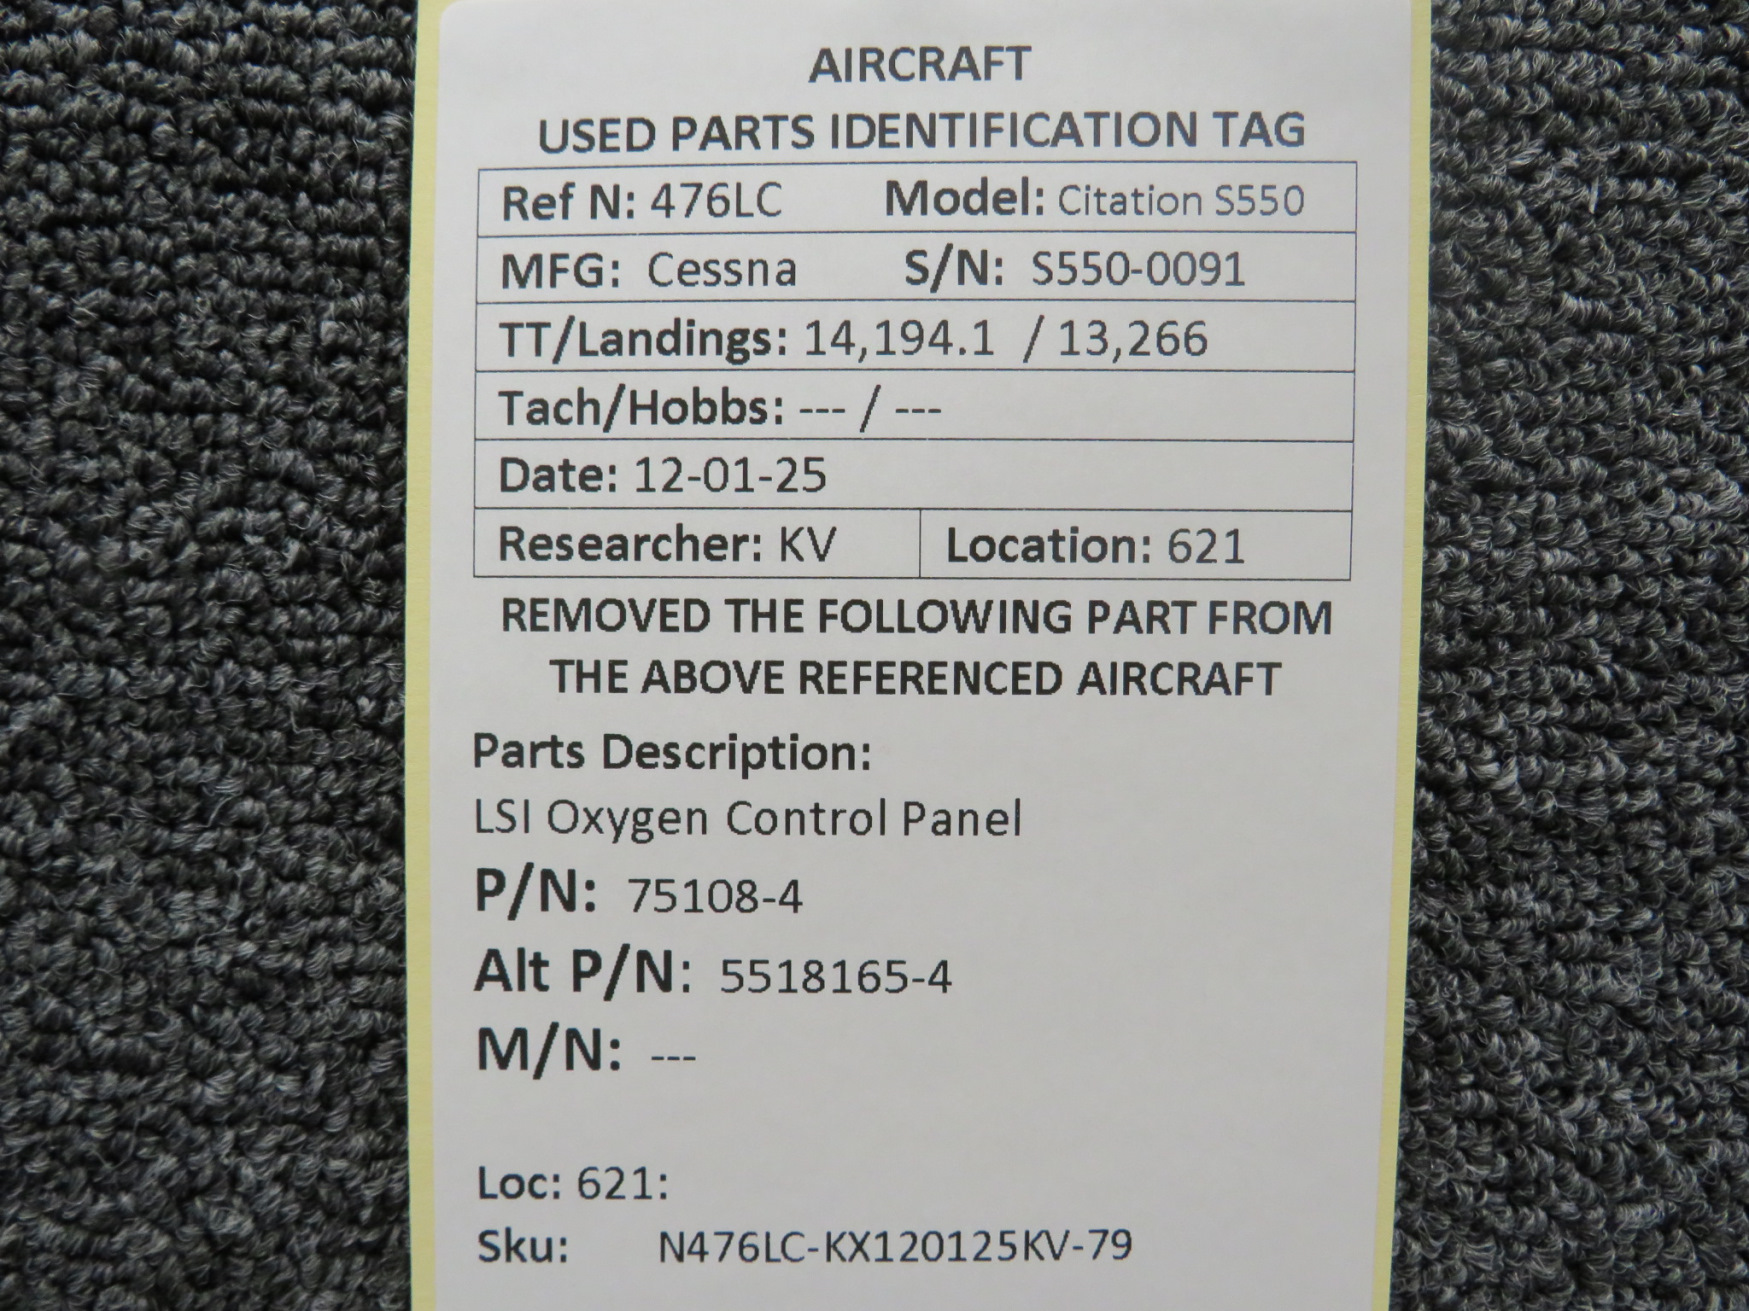 AIRCRAFT
USED PARTS IDENTIFICATION TAG
Ref N: 476LC Model: Citation S550
MFG: Cessna S/N: S550-0091
TT/Landings: 14,194.1 / 13,266
Tach/Hobbs: --- / ---
Date: 12-01-25
Researcher: KV Location: 621
REMOVED THE FOLLOWING PART FROM
THE ABOVE REFERENCED AIRCRAFT
Parts Description:
LSI Oxygen Control Panel
P/N: 75108-4
Alt P/N: 5518165-4
M/N: ---
Loc: 621:
Sku: N476LC-KX120125KV-79